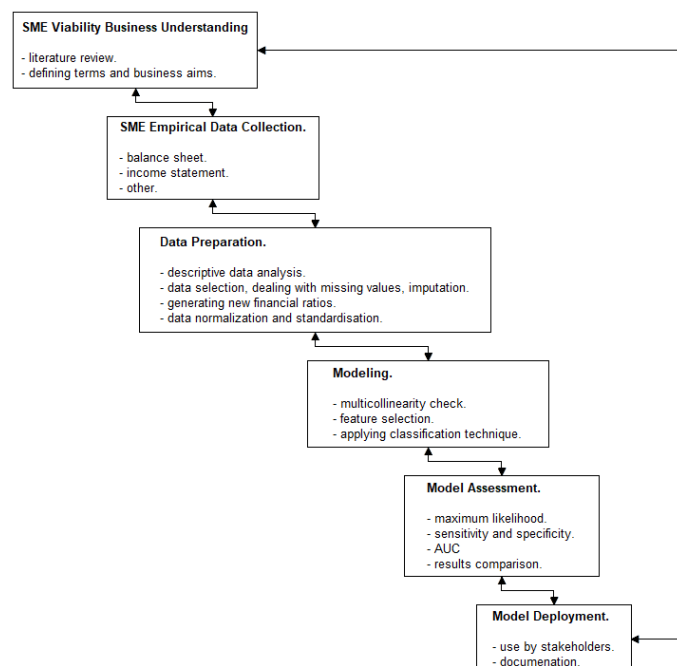 SME Viability Business Understanding
- literature review.
- defining terms and business aims.
SME Empirical Data Collection.
- balance sheet.
- income statement.
- other.
Data Preparation.
- descriptive data analysis.
- data selection, dealing with missing values, imputation.
- generating new financial ratios.
- data normalization and standardisation.
Modeling.
- multicollinearity check.
- feature selection.
- applying classification technique.
Model Assessment.
- maximum likelihood.
- sensitivity and specificity.
- AUC
- results comparison.
Model Deployment.
- use by stakeholders.
- documenation.